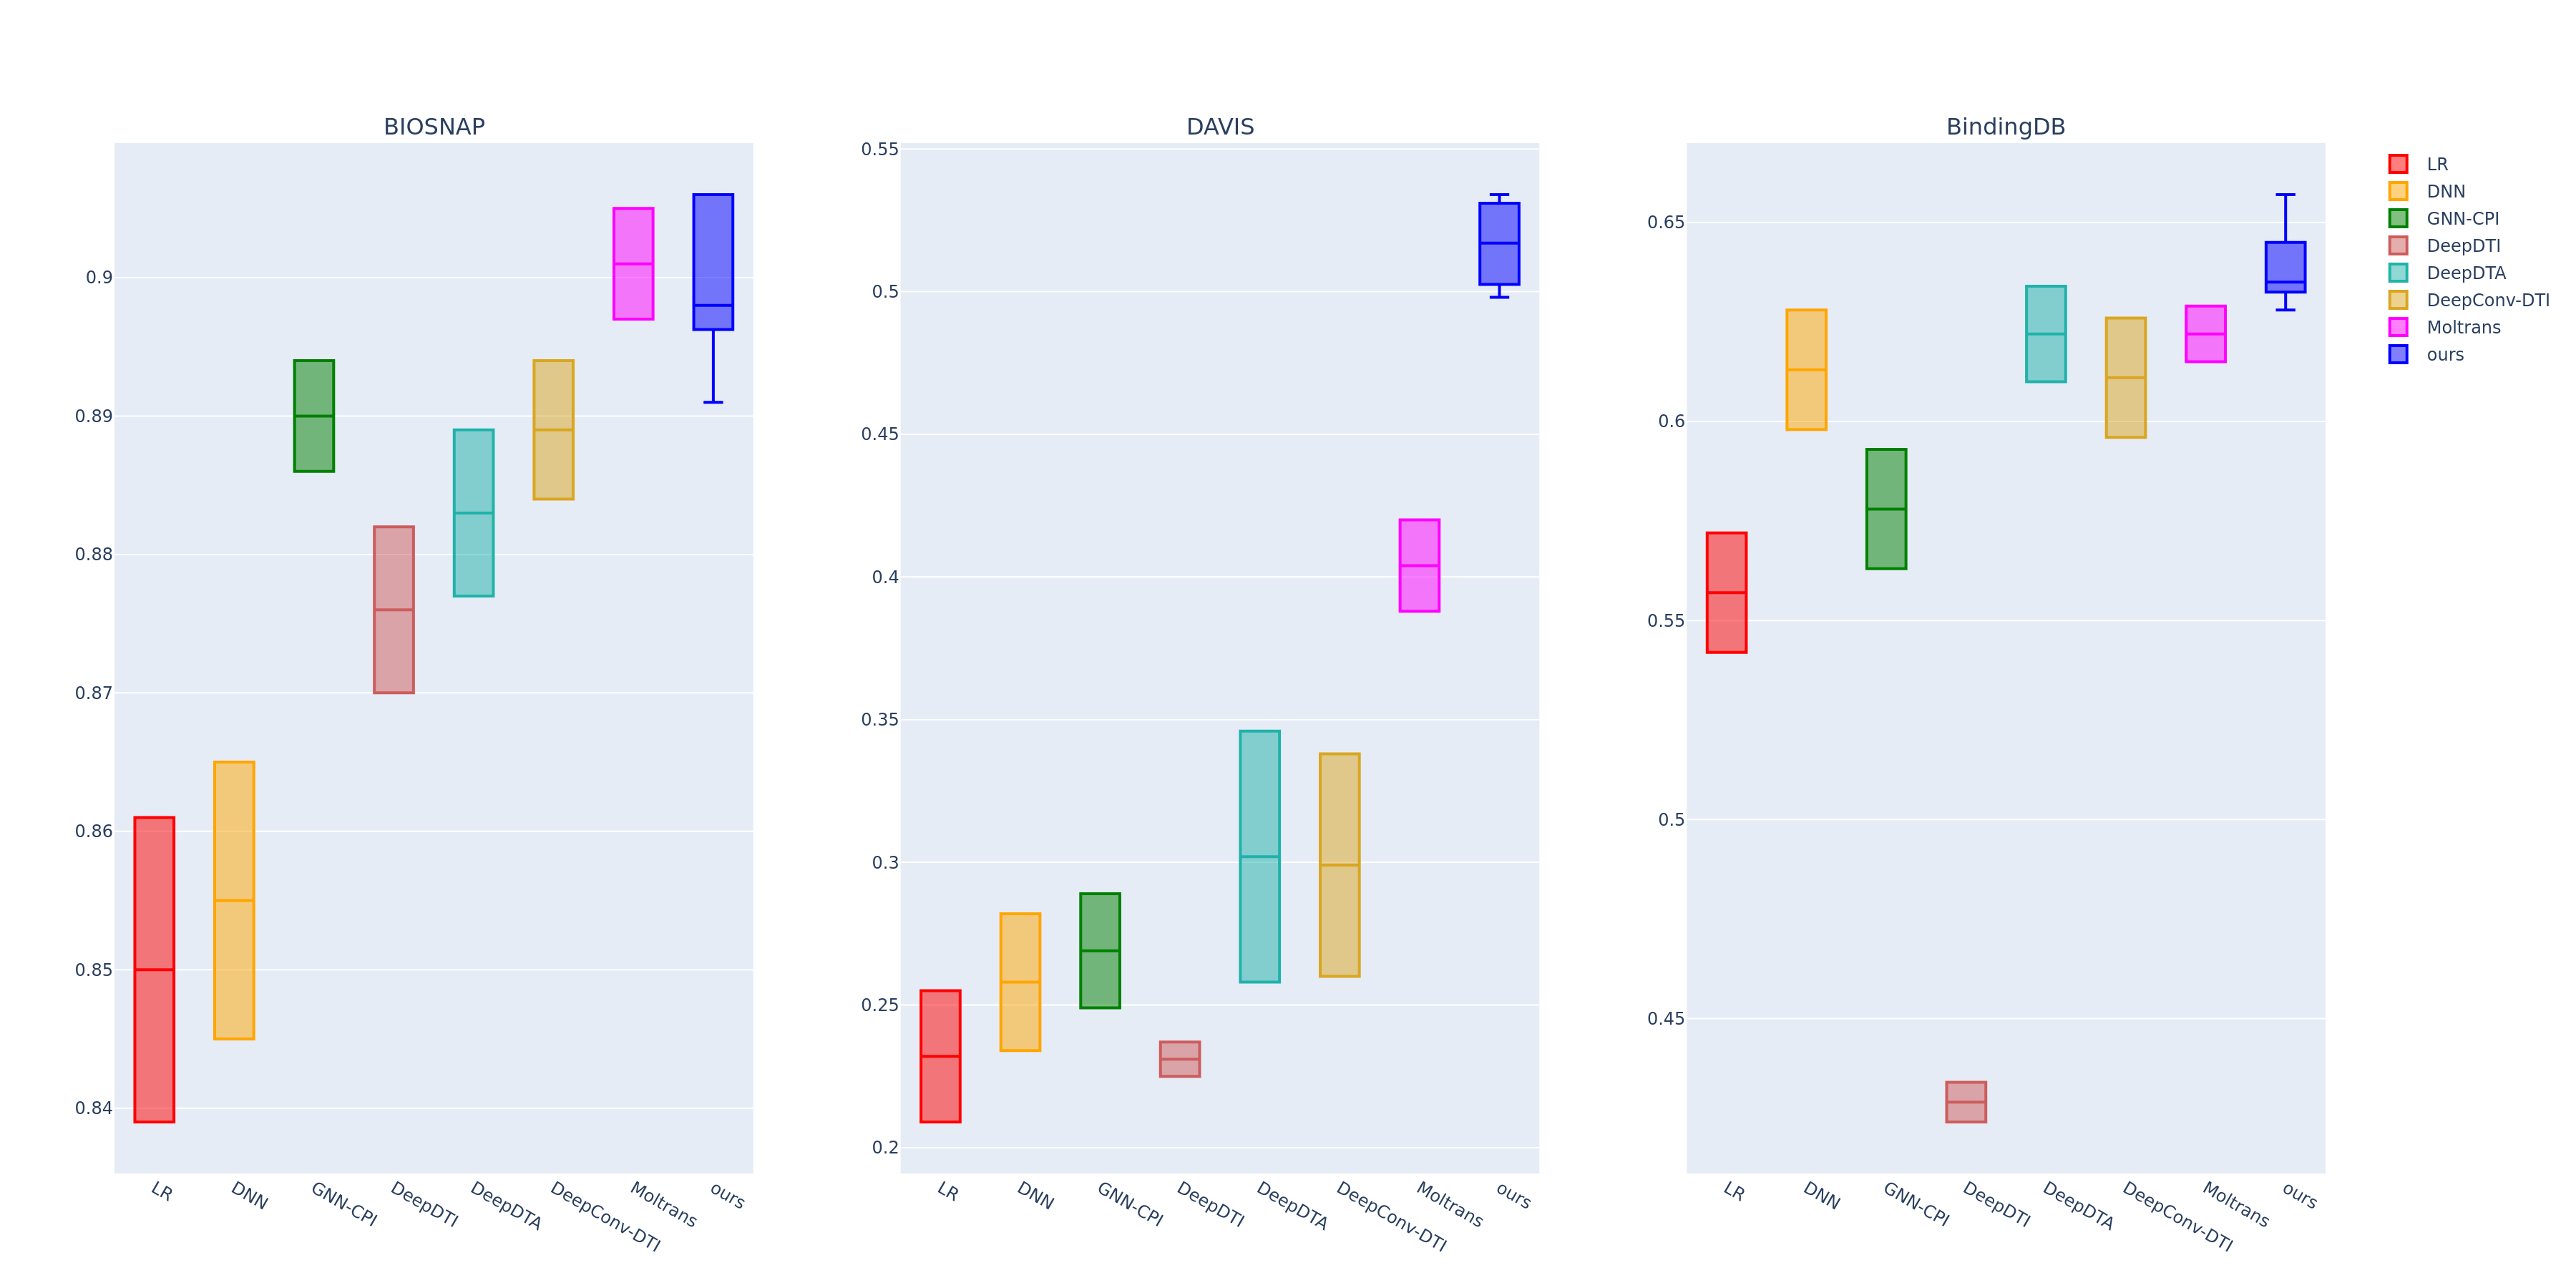 BIOSNAP
0.9
0.89
0.88
0.87
0.86
0.85
0.84
LR
DNN
GNN-CPI
DeepDTI
DeepDTA
DeepConv-DTI
Moltrans
ours
DAVIS
0.55
0.5
0.45
0.4
0.35
0.3
0.25
0.2
LR
DNN
GNN-CPI
DeepDTI
DeepDTA
DeepConv-DTI
Moltrans
ours
BindingDB
0.65
0.6
0.55
0.5
0.45
LR
DNN
GNN-CPI
DeepDTI
DeepDTA
DeepConv-DTI
Moltrans
ours
LR
DNN
GNN-CPI
DeepDTI
DeepDTA
DeepConv-DTI
Moltrans
ours